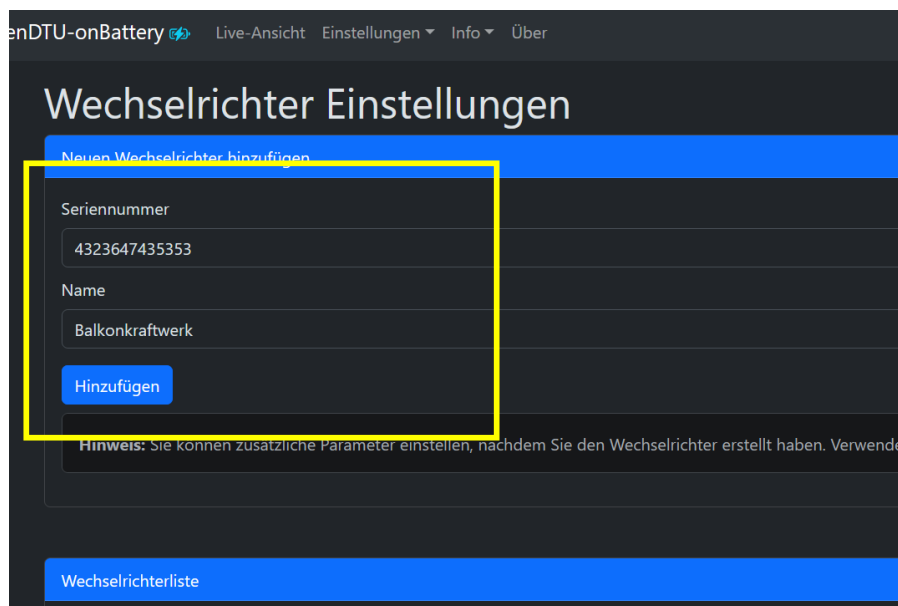 enDTU-onBattery Live-Ansicht Einstellungen Info Über
Wechselrichter Einstellungen
Neuen Wechselrichter hinzufügen
Seriennummer
4323647435353
Name
Balkonkraftwerk
Hinzufügen
Hinweis: Sie können zusätzliche Parameter einstellen, nachdem Sie den Wechselrichter erstellt haben. Verwende
Wechselrichterliste